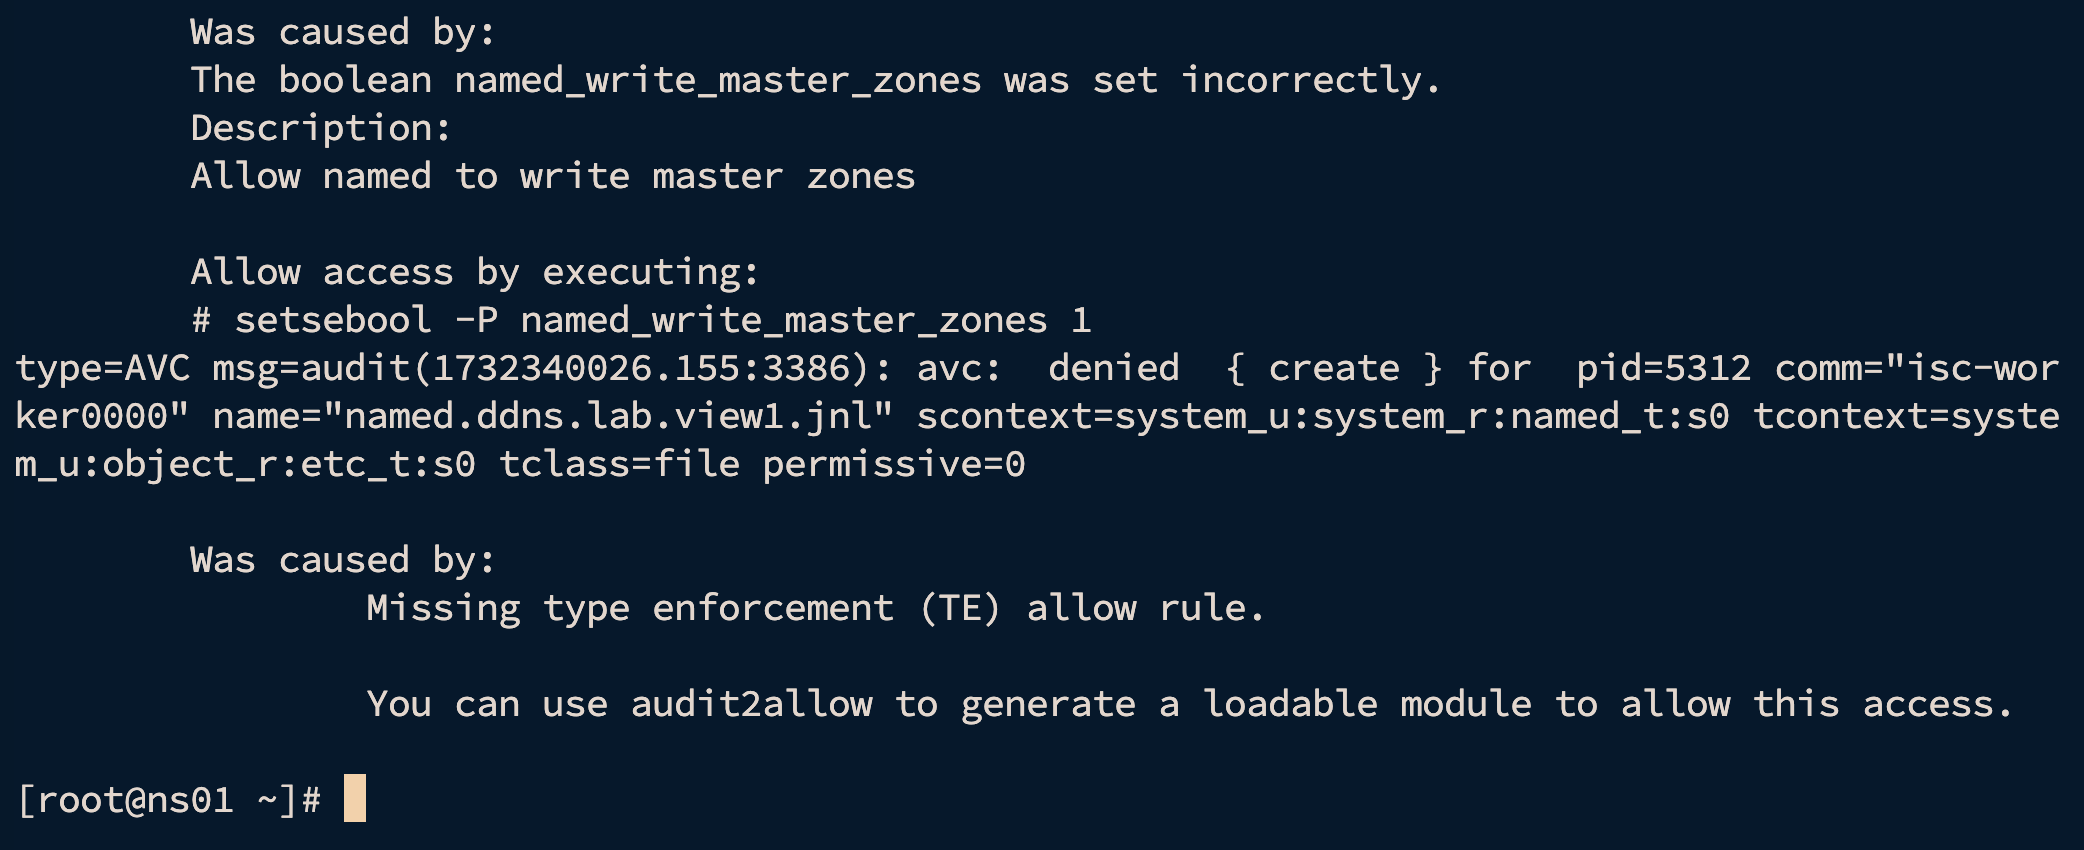 Was caused by:
The boolean named_write_master_zones was set incorrectly.
Description:
Allow named to write master zones
Allow access by executing:
# setsebool -P named_write_master_zones 1
type=AVC msg=audit(1732340026.155:3386): avc:  denied  { create } for  pid=5312 comm="isc-wor
ker0000" name="named.ddns.lab.view1.jnl" scontext=system_u:system_r:named_t:s0 tcontext=syste
m_u:object_r:etc_t:s0 tclass=file permissive=0
Was caused by:
Missing type enforcement (TE) allow rule.
You can use audit2allow to generate a loadable module to allow this access.
[root@ns01 ~]#